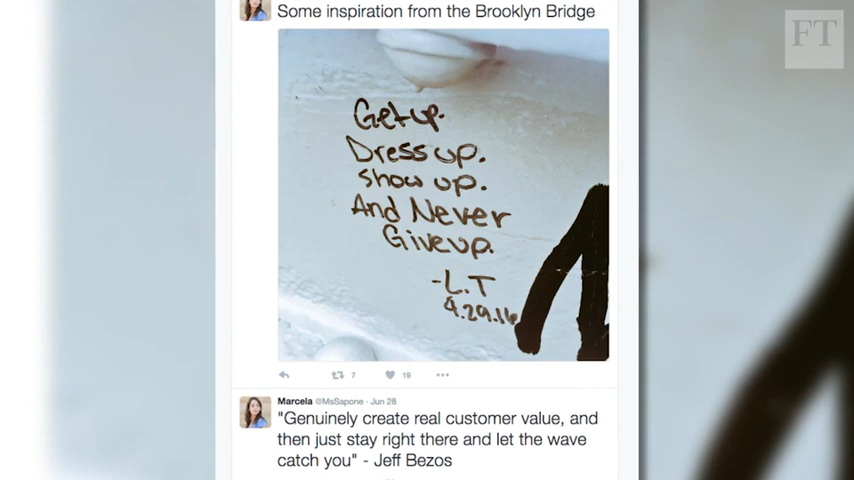 Some inspiration from the Brooklyn Bridge
FT
Get up.
Dress up.
Show up.
And Never
Give up.
-L.T
4.29.16
7
19
Marcela @MsSapone · Jun 28
"Genuinely create real customer value, and
then just stay right there and let the wave
catch you" - Jeff Bezos